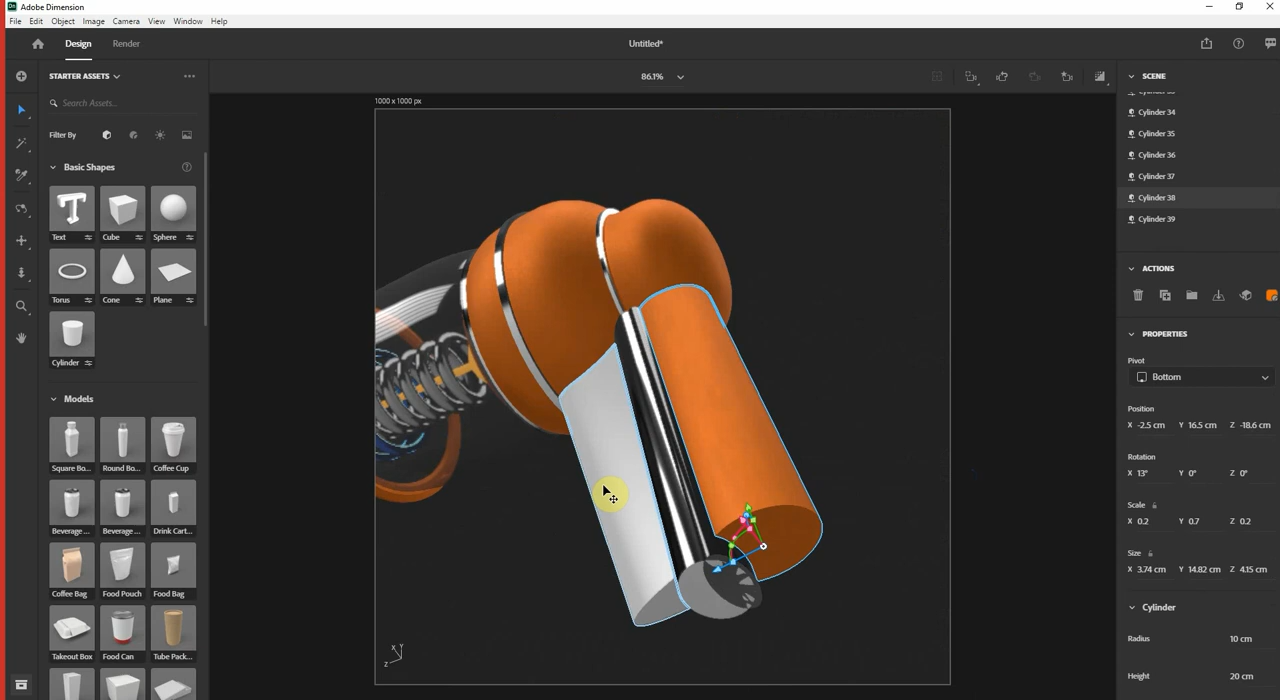 Adobe Dimension
File Edit Object Image Camera View Window Help
Design Render Untitled*
STARTER ASSETS
86.1%
SCENE
1000 x 1000 px
Search Assets...
Cylinder 34
Filter By
Cylinder 35
Cylinder 36
Basic Shapes
Cylinder 37
Cylinder 38
Cylinder 39
Text Cube Sphere
ACTIONS
Torus Cone Plane
PROPERTIES
Cylinder
Pivot
Bottom
Models
Position
X -2.5 cm Y 16.5 cm Z -18.6 cm
Rotation
Square Bo... Round Bo... Coffee Cup
X 13° Y 0° Z 0°
Scale
X 0.2 Y 0.7 Z 0.2
Beverage ... Beverage ... Drink Cart...
Size
X 3.74 cm Y 14.82 cm Z 4.15 cm
Coffee Bag Food Pouch Food Bag
Cylinder
Radius 10 cm
Takeout Box Food Can Tube Pack...
Height 20 cm
X Y
Z